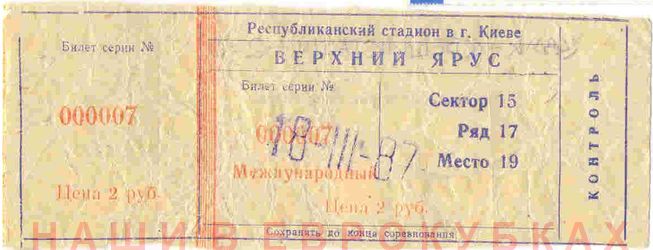 Республиканский стадион в г. Киеве
Билет серии №
ВЕРХНИЙ ЯРУС
Билет серии №
Сектор 15
000007
000007
Ряд 17
18-III-87
Место 19
Международный
Цена 2 руб.
Цена 2 руб.
Сохранить до конца соревнования
КОНТРОЛЬ
НАШИ В ЕВРОКУБКАХ